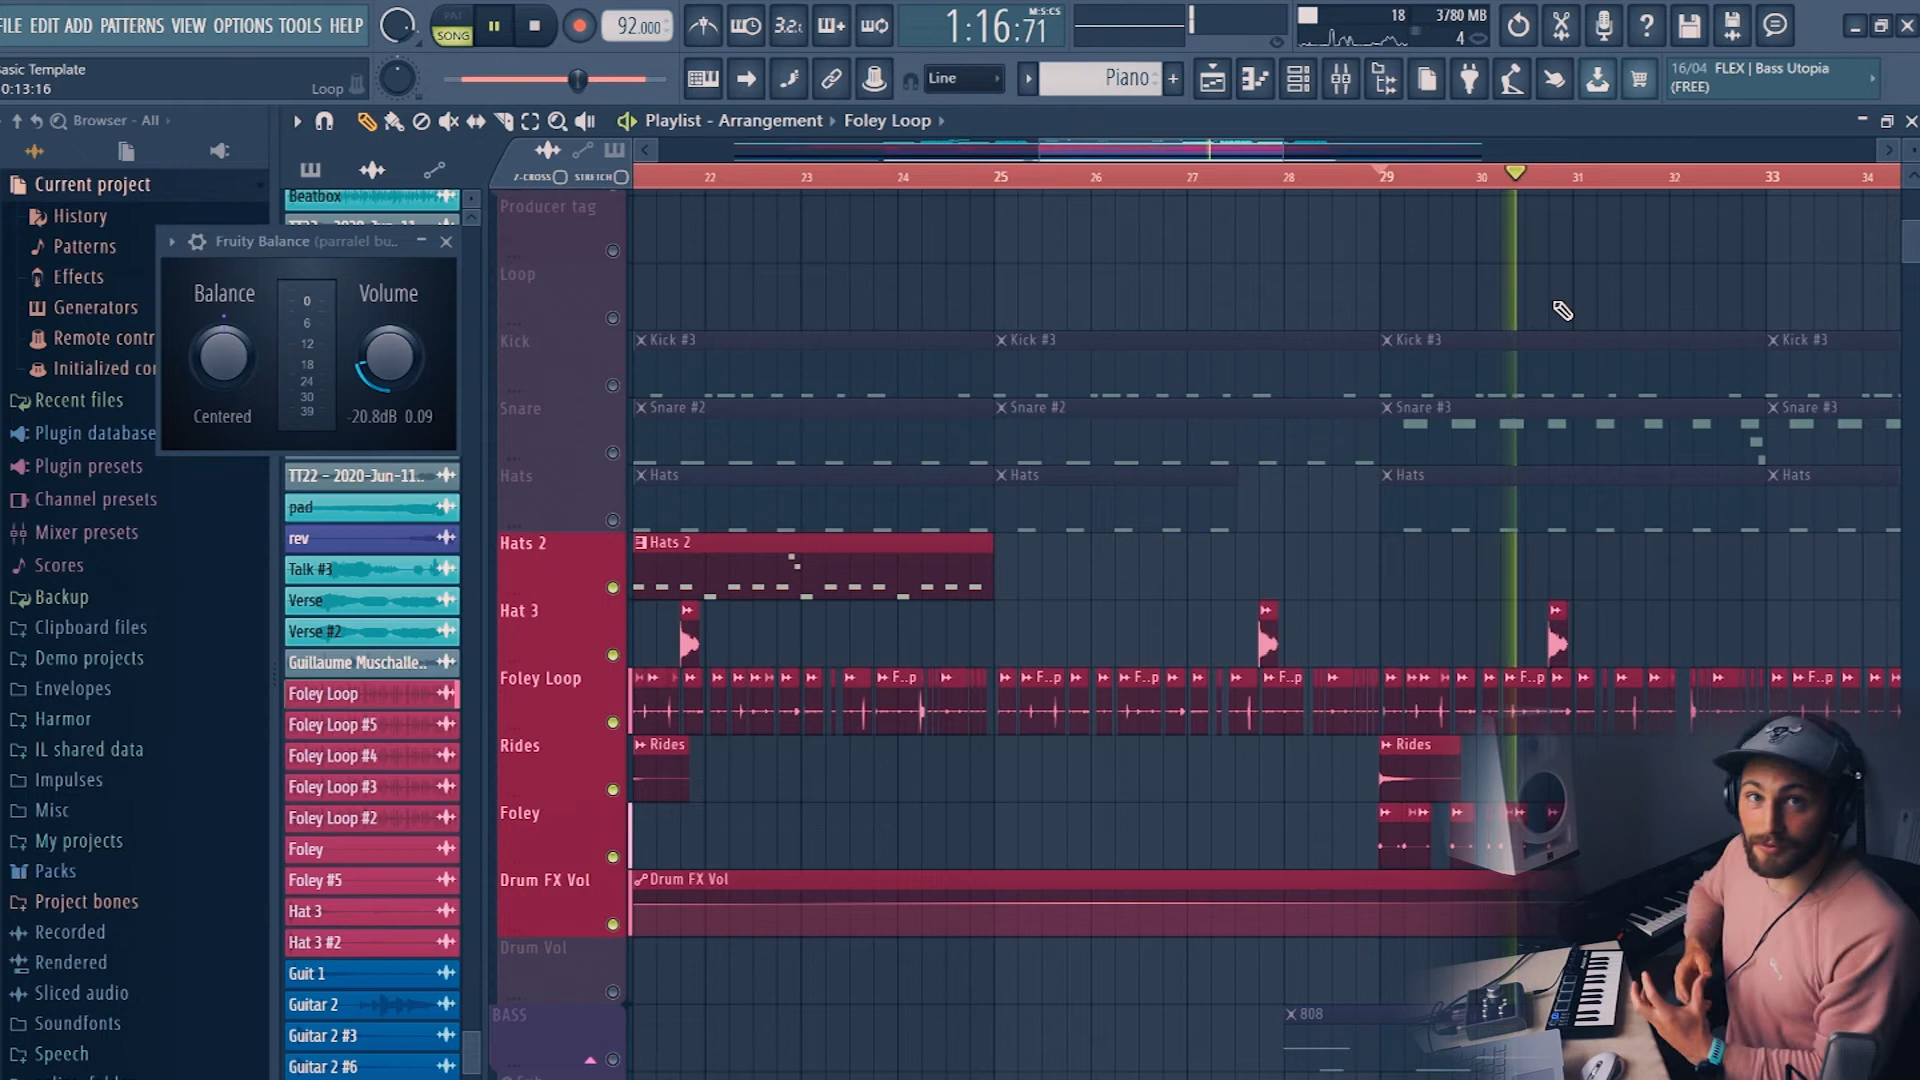 FILE EDIT ADD PATTERNS VIEW OPTIONS TOOLS HELP
PAT
SONG
92.000
3.2:
1:16:71
M:S:CS
18
3780 MB
4
Basic Template
0:13:16
Loop
Line
Piano
16/04 FLEX | Bass Utopia
(FREE)
Browser - All
Playlist - Arrangement
Foley Loop
Z-CROSS
STRETCH
22
23
24
25
26
27
28
29
30
31
32
33
34
Current project
History
Patterns
Effects
Generators
Remote contr
Initialized co
Recent files
Plugin database
Plugin presets
Channel presets
Mixer presets
Scores
Backup
Clipboard files
Demo projects
Envelopes
Harmor
IL shared data
Impulses
Misc
My projects
Packs
Project bones
Recorded
Rendered
Sliced audio
Soundfonts
Speech
Fruity Balance (parralel bu..
Balance
Volume
0
6
12
18
24
30
39
Centered
-20.8dB 0.09
Beatbox
TT22 - 2020-Jun-11..
pad
rev
Talk #3
Verse
Verse #2
Guillaume Muschalle..
Foley Loop
Foley Loop #5
Foley Loop #4
Foley Loop #3
Foley Loop #2
Foley
Foley #5
Hat 3
Hat 3 #2
Guit 1
Guitar 2
Guitar 2 #3
Guitar 2 #6
Producer tag
Loop
Kick
Kick #3
Kick #3
Kick #3
Kick #3
Snare
Snare #2
Snare #2
Snare #3
Snare #3
Hats
Hats
Hats
Hats
Hats
Hats 2
Hats 2
Hat 3
Foley Loop
F..p
F..p
F..p
F..p
F..p
F..p
Rides
Rides
Rides
Foley
Drum FX Vol
Drum FX Vol
Drum Vol
BASS
808